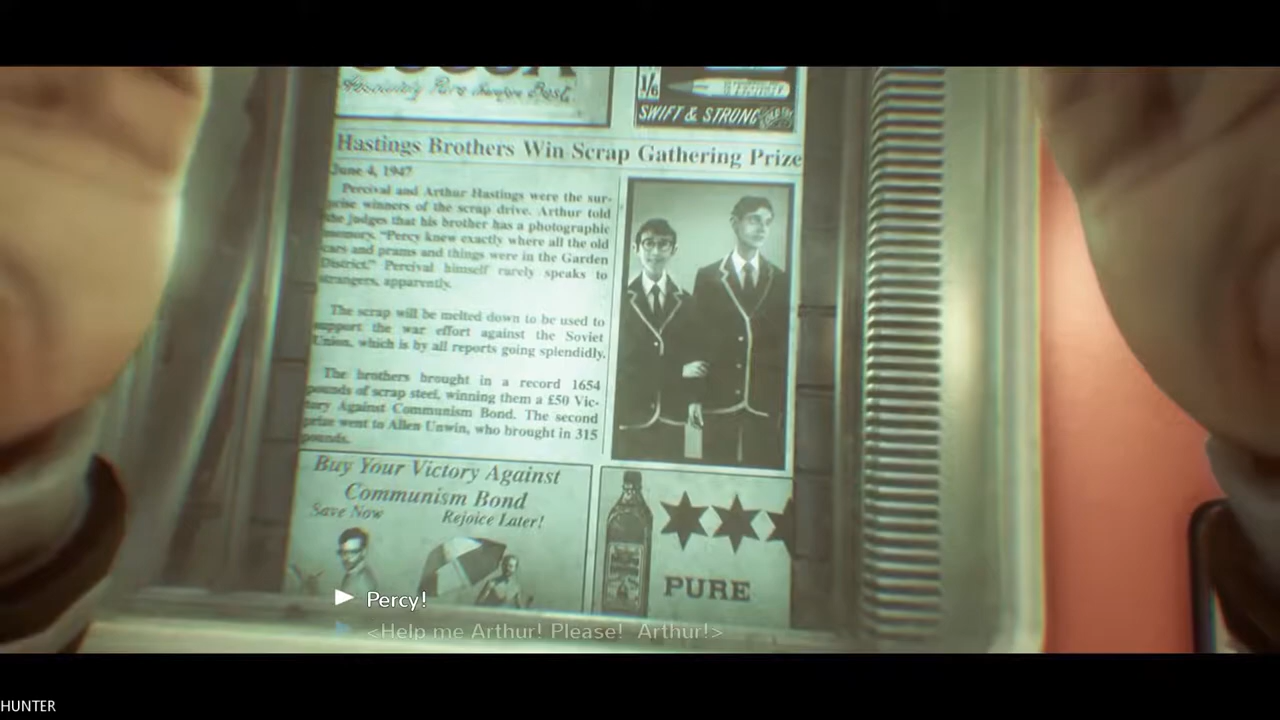 1/6
SWIFT & STRONG
Hastings Brothers Win Scrap Gathering Prize
June 4, 1947
Percival and Arthur Hastings were the sur-
prise winners of the scrap drive. Arthur told
the judges that his brother has a photographic
memory. "Percy knew exactly where all the old
cars and prams and things were in the Garden
District." Percival himself rarely speaks to
strangers, apparently.
The scrap will be melted down to be used to
support the war effort against the Soviet
Union, which is by all reports going splendidly.
The brothers brought in a record 1654
pounds of scrap steel, winning them a £50 Vic-
tory Against Communism Bond. The second
prize went to Allen Unwin, who brought in 315
pounds.
Buy Your Victory Against
Communism Bond
Save Now
Rejoice Later!
PURE
Percy!
<Help me Arthur! Please! Arthur!>
HUNTER